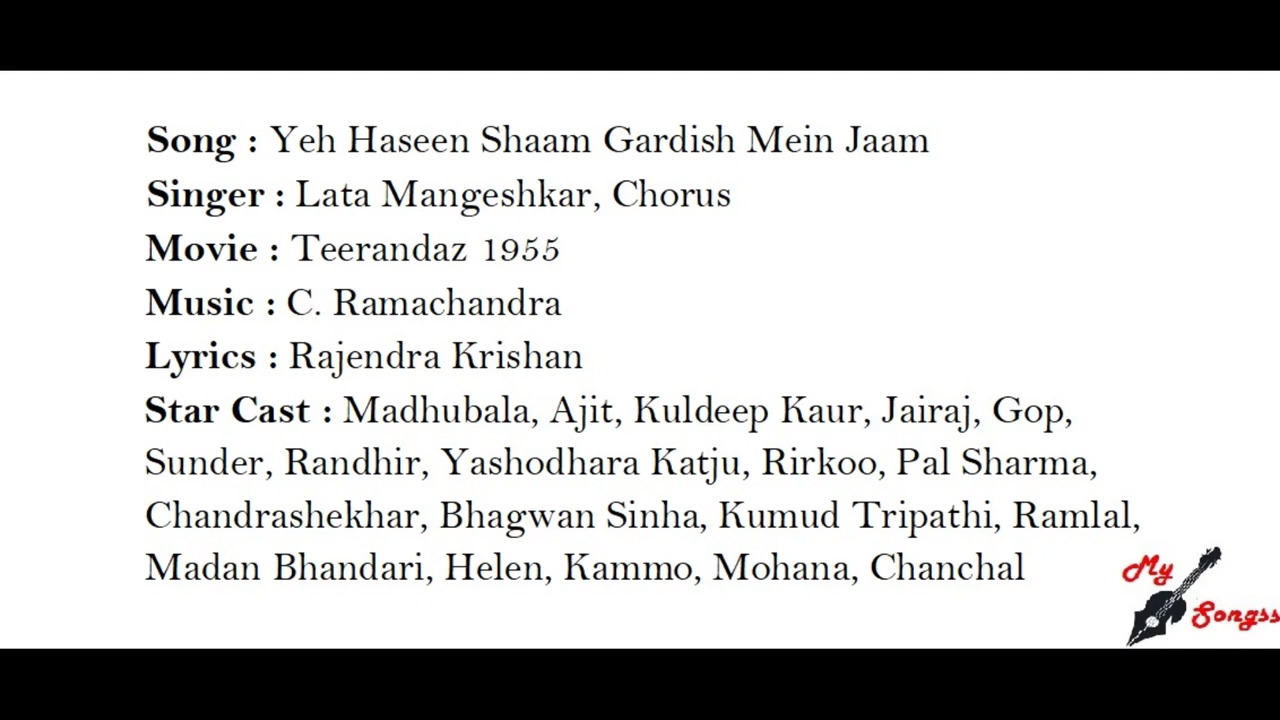 Song : Yeh Haseen Shaam Gardish Mein Jaam
Singer : Lata Mangeshkar, Chorus
Movie : Teerandaz 1955
Music : C. Ramachandra
Lyrics : Rajendra Krishan
Star Cast : Madhubala, Ajit, Kuldeep Kaur, Jairaj, Gop,
Sunder, Randhir, Yashodhara Katju, Rirkoo, Pal Sharma,
Chandrashekhar, Bhagwan Sinha, Kumud Tripathi, Ramlal,
Madan Bhandari, Helen, Kammo, Mohana, Chanchal
My
Songss